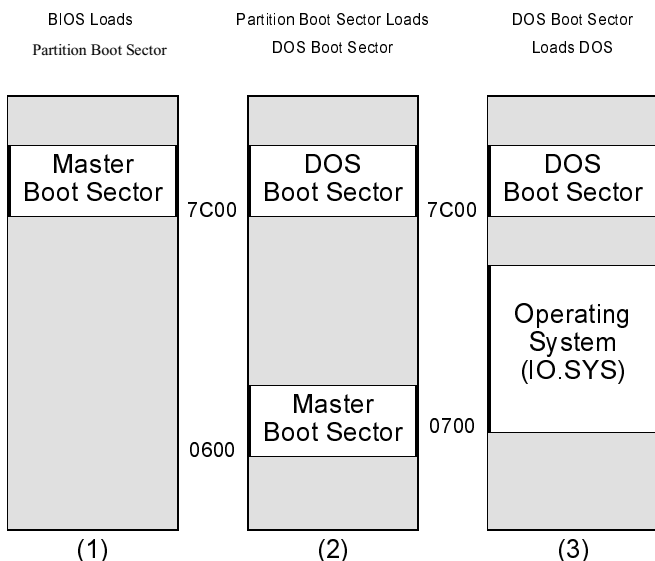 BIOS Loads
Partition Boot Sector
Partition Boot Sector Loads
DOS Boot Sector
DOS Boot Sector
Loads DOS
Master
Boot Sector
7C00
0600
(1)
DOS
Boot Sector
7C00
Master
Boot Sector
0700
(2)
DOS
Boot Sector
Operating
System
(IO.SYS)
(3)